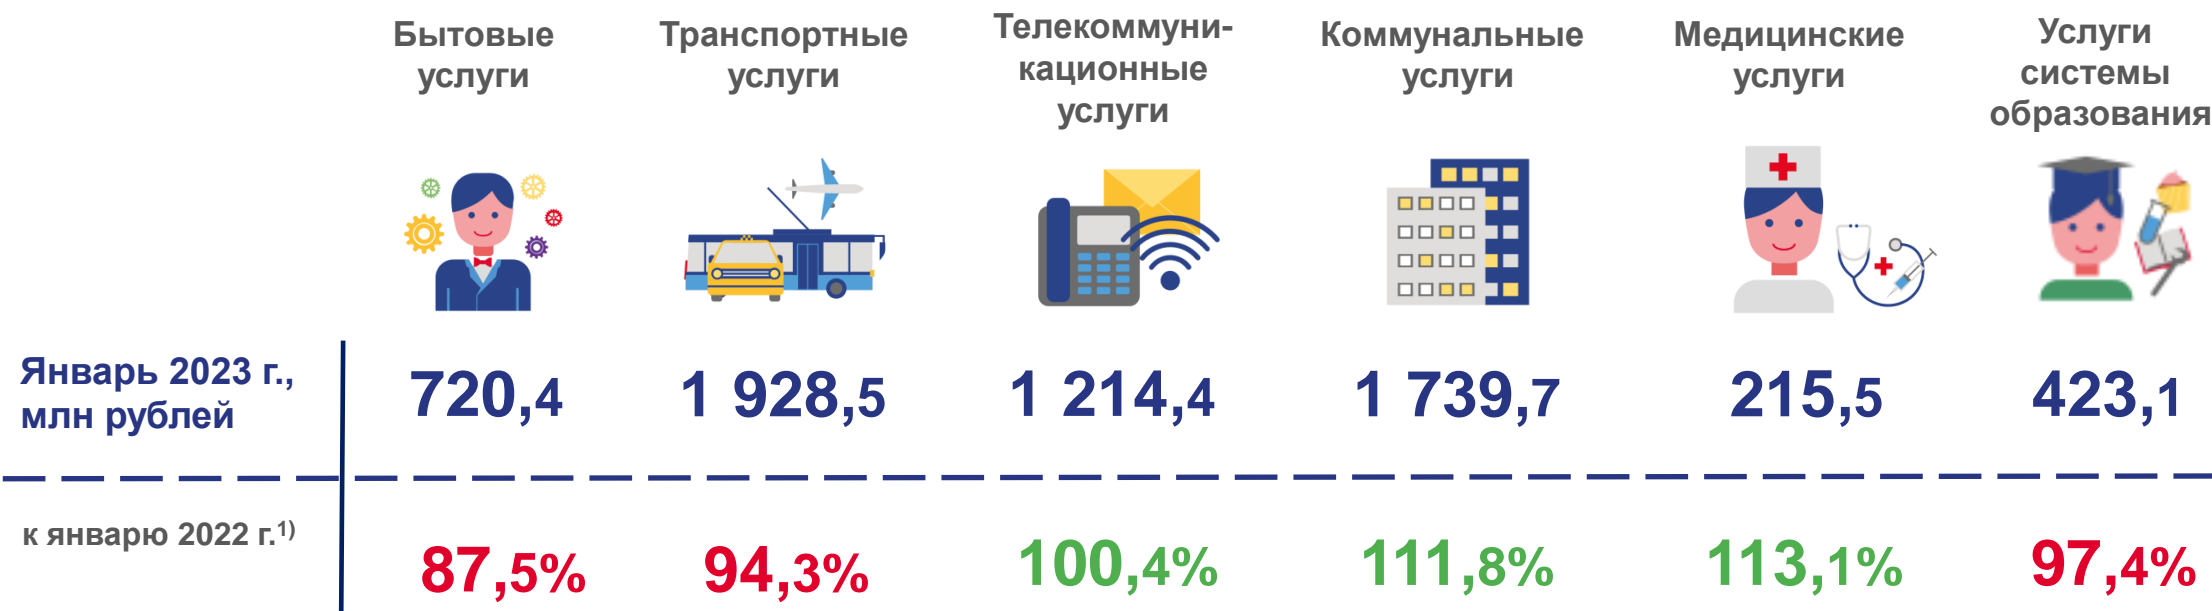 Бытовые
услуги
Транспортные
услуги
Телекоммуни-
кационные
услуги
Коммунальные
услуги
Медицинские
услуги
Услуги
системы
образования
Январь 2023 г.,
млн рублей
720,4
1 928,5
1 214,4
1 739,7
215,5
423,1
к январю 2022 г.1)
87,5%
94,3%
100,4%
111,8%
113,1%
97,4%